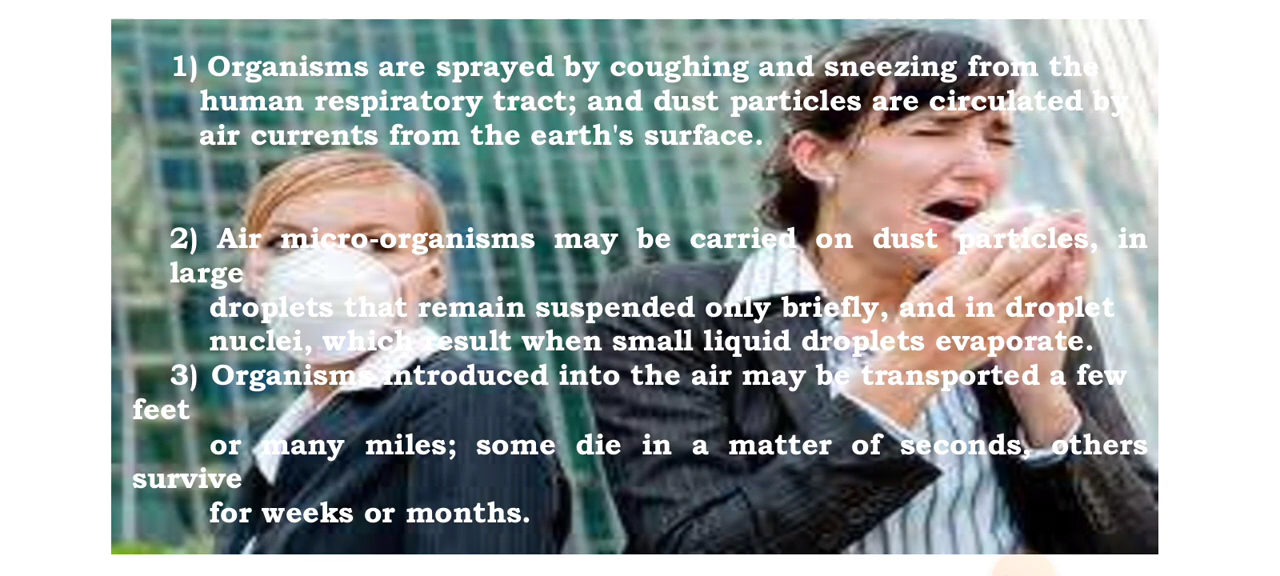 1) Organisms are sprayed by coughing and sneezing from the
human respiratory tract; and dust particles are circulated by
air currents from the earth's surface.
2) Air micro-organisms may be carried on dust particles, in
large
droplets that remain suspended only briefly, and in droplet
nuclei, which result when small liquid droplets evaporate.
3) Organisms introduced into the air may be transported a few
feet
or many miles; some die in a matter of seconds, others
survive
for weeks or months.